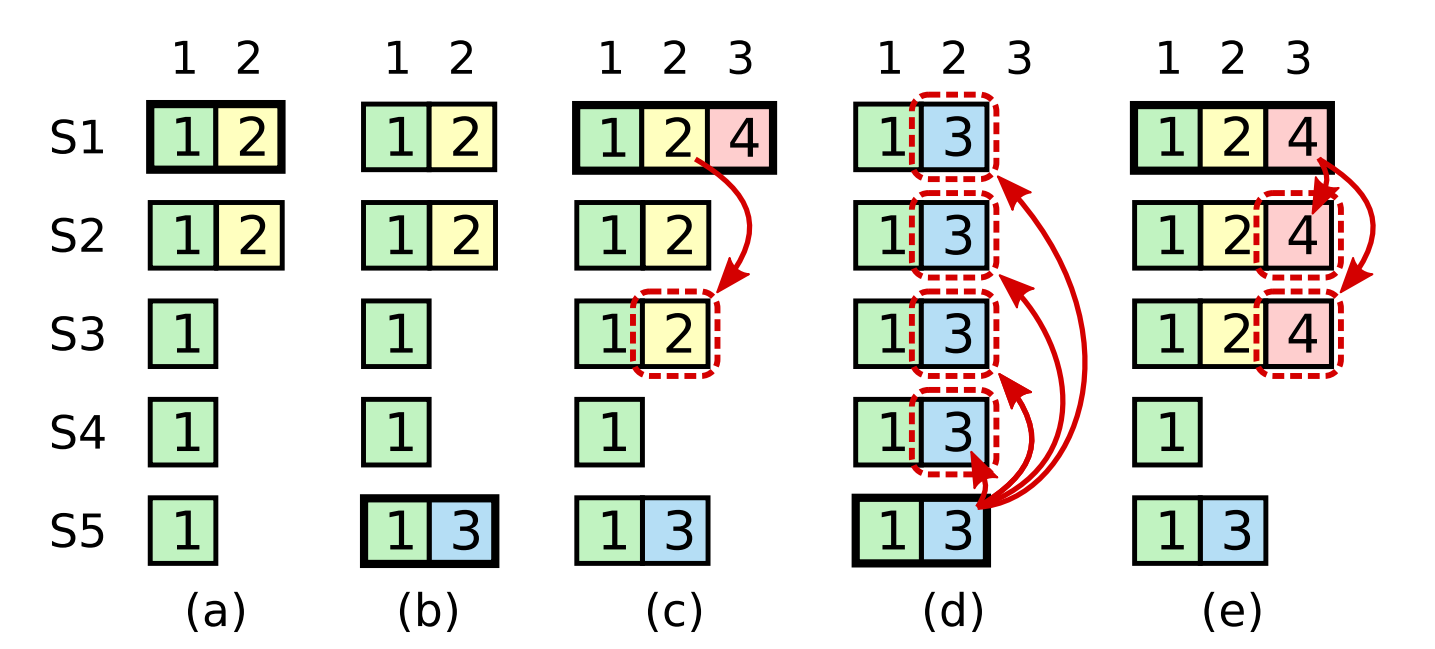 1 2 1 2 1 2 3 1 2 3 1 2 3
S1 1 2 1 2 1 2 4 1 3 1 2 4
S2 1 2 1 2 1 2 1 3 1 2 4
S3 1 1 1 2 1 3 1 2 4
S4 1 1 1 1 3 1
S5 1 1 3 1 3 1 3 1 3
(a) (b) (c) (d) (e)